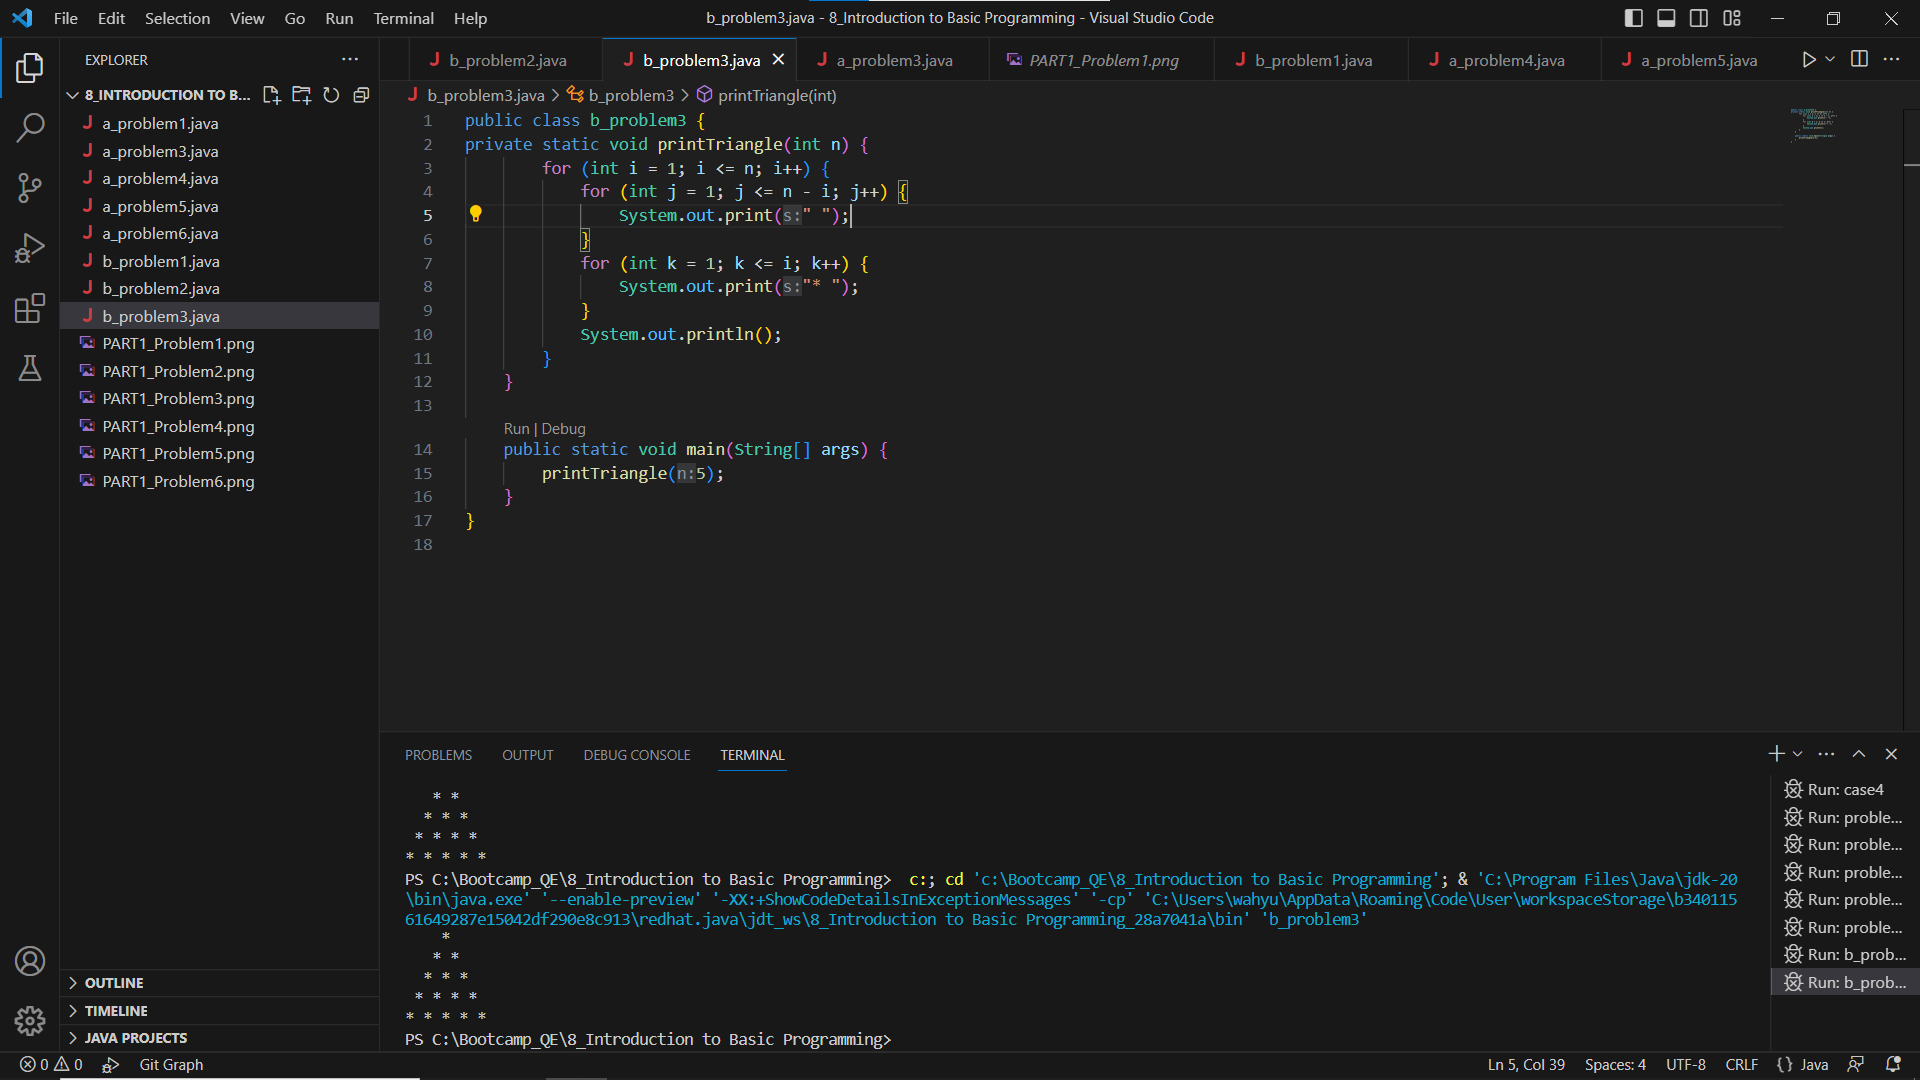 File Edit Selection View Go Run Terminal Help
b_problem3.java - 8_Introduction to Basic Programming - Visual Studio Code
EXPLORER
8_INTRODUCTION TO B...
a_problem1.java
a_problem3.java
a_problem4.java
a_problem5.java
a_problem6.java
b_problem1.java
b_problem2.java
b_problem3.java
PART1_Problem1.png
PART1_Problem2.png
PART1_Problem3.png
PART1_Problem4.png
PART1_Problem5.png
PART1_Problem6.png
OUTLINE
TIMELINE
JAVA PROJECTS
b_problem2.java b_problem3.java a_problem3.java PART1_Problem1.png b_problem1.java a_problem4.java a_problem5.java
b_problem3.java > b_problem3 > printTriangle(int)
1 public class b_problem3 {
2 private static void printTriangle(int n) {
3 for (int i = 1; i <= n; i++) {
4 for (int j = 1; j <= n - i; j++) {
5 System.out.print(s:" ");
6 }
7 for (int k = 1; k <= i; k++) {
8 System.out.print(s:"* ");
9 }
10 System.out.println();
11 }
12 }
13
Run | Debug
14 public static void main(String[] args) {
15 printTriangle(n:5);
16 }
17 }
18
PROBLEMS OUTPUT DEBUG CONSOLE TERMINAL
* *
* * *
* * * *
* * * * *
PS C:\Bootcamp_QE\8_Introduction to Basic Programming> c:; cd 'c:\Bootcamp_QE\8_Introduction to Basic Programming'; & 'C:\Program Files\Java\jdk-20
\bin\java.exe' '--enable-preview' '-XX:+ShowCodeDetailsInExceptionMessages' '-cp' 'C:\Users\wahyu\AppData\Roaming\Code\User\workspaceStorage\b340115
61649287e15042df290e8c913\redhat.java\jdt_ws\8_Introduction to Basic Programming_28a7041a\bin' 'b_problem3'
*
* *
* * *
* * * *
* * * * *
PS C:\Bootcamp_QE\8_Introduction to Basic Programming>
Run: case4
Run: proble...
Run: proble...
Run: proble...
Run: proble...
Run: proble...
Run: b_prob...
Run: b_prob...
0 0 Git Graph
Ln 5, Col 39 Spaces: 4 UTF-8 CRLF {} Java